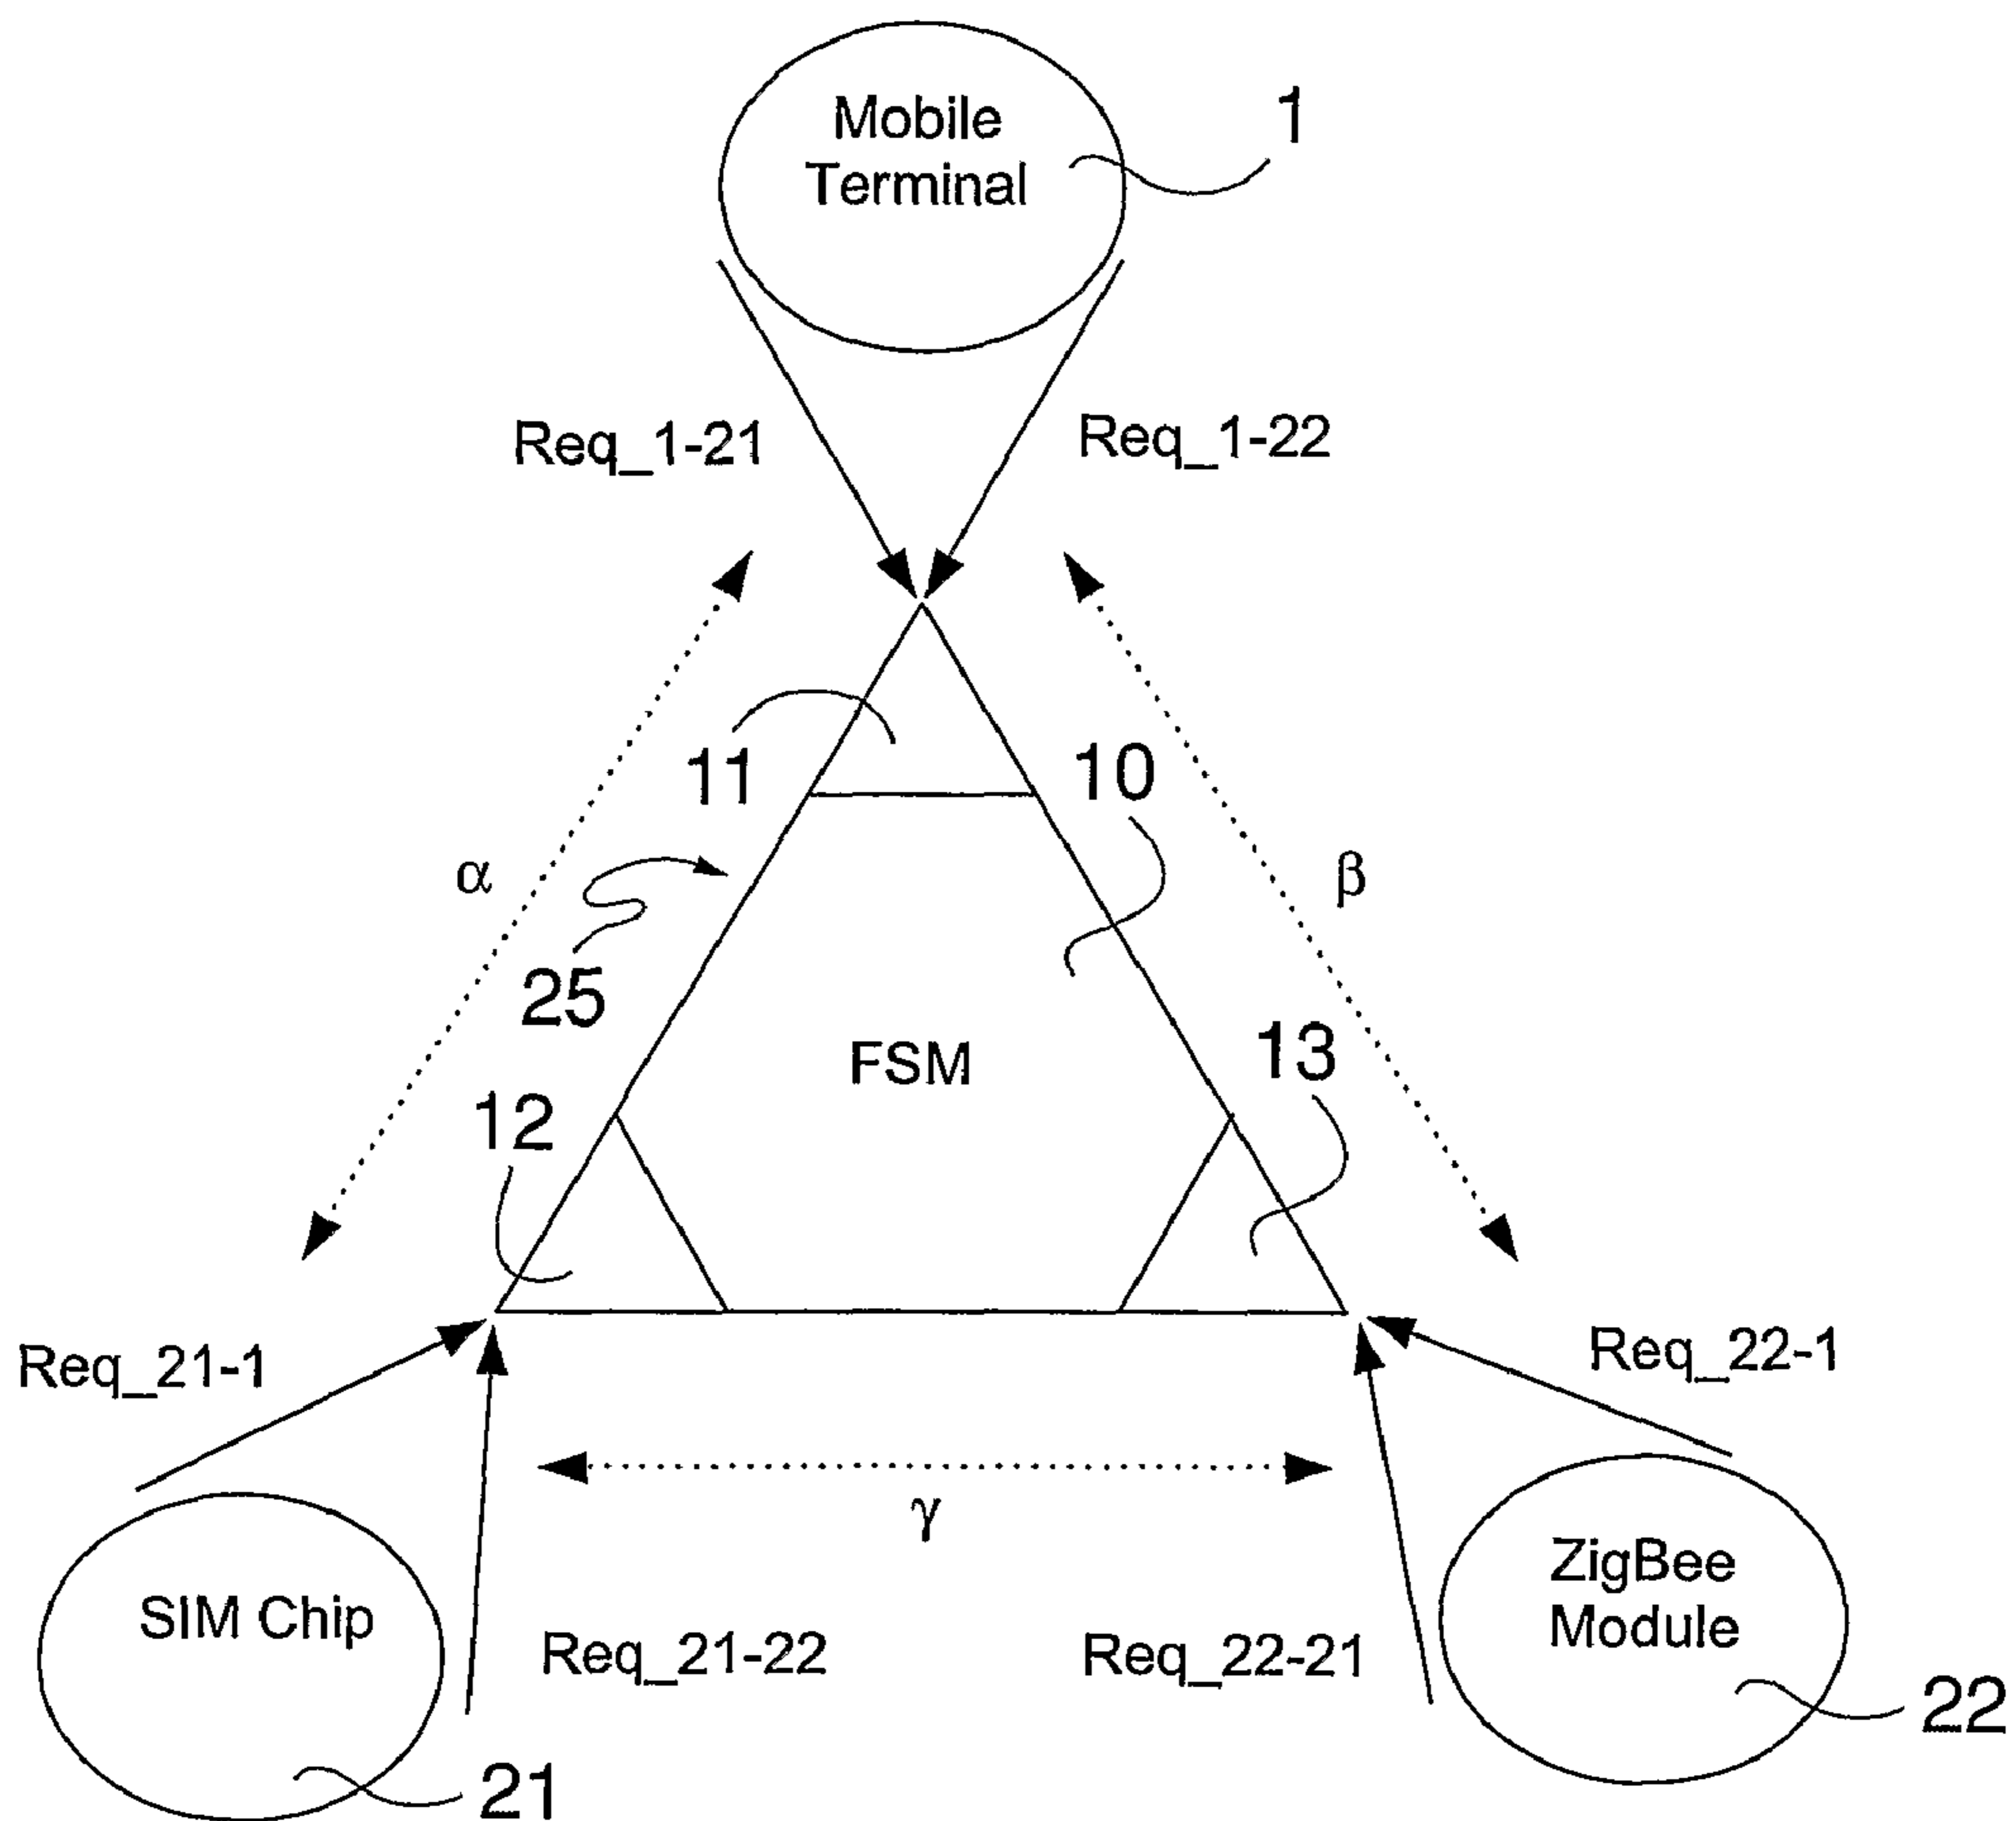 Mobile
Terminal
1
Req_1-21
Req_1-22
11
10
α
β
25
13
FSM
12
Req_21-1
Req_22-1
γ
SIM Chip
Req_21-22
Req_22-21
ZigBee
Module
22
21